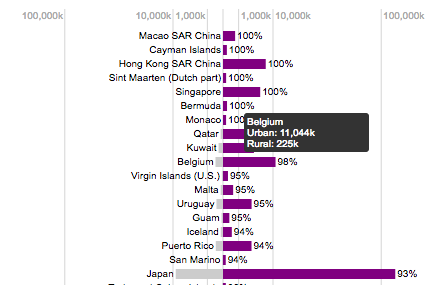 100,000k 10,000k 1,000k 1,000k 10,000k 100,000k
Macao SAR China 100%
Cayman Islands 100%
Hong Kong SAR China 100%
Sint Maarten (Dutch part) 100%
Singapore 100%
Bermuda 100%
Monaco 100
Belgium
Urban: 11,044k
Rural: 225k
Qatar
Kuwait
Belgium 98%
Virgin Islands (U.S.) 95%
Malta 95%
Uruguay 95%
Guam 95%
Iceland 94%
Puerto Rico 94%
San Marino 94%
Japan 93%